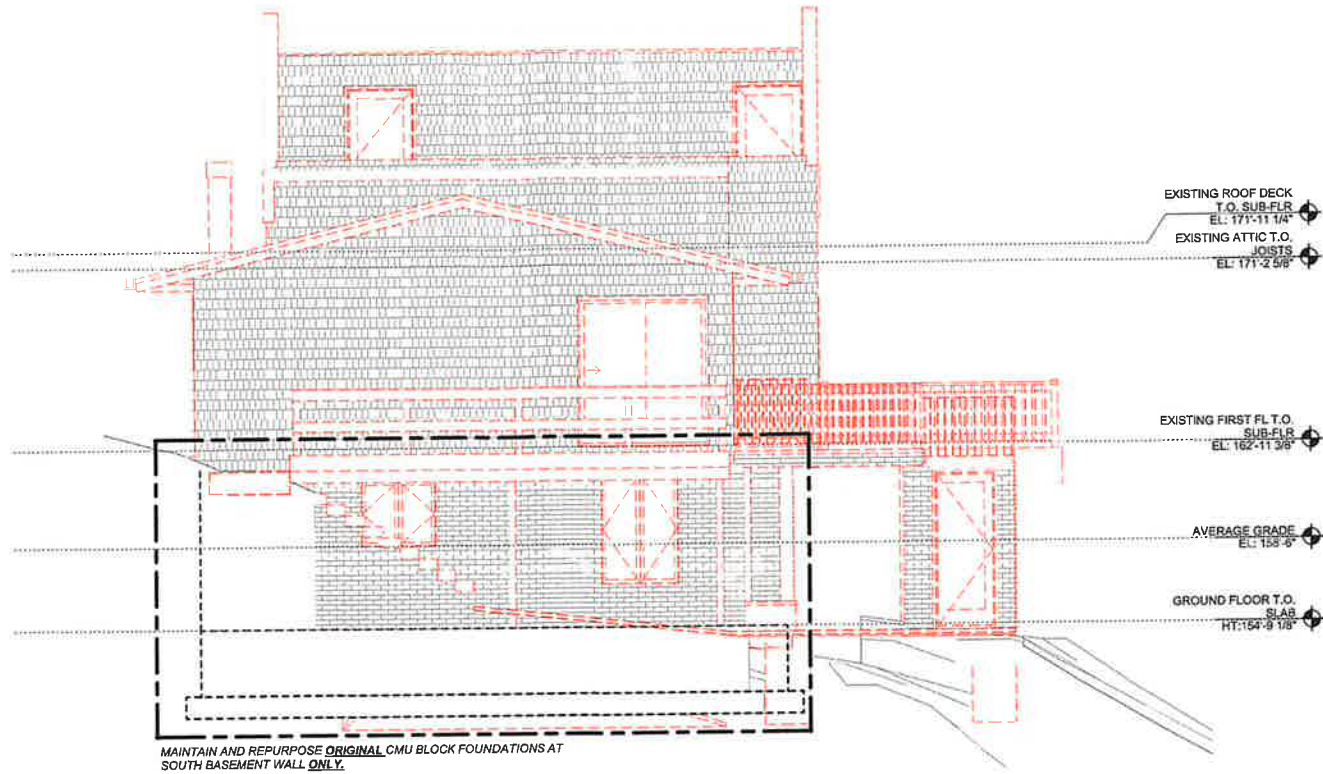 EXISTING ROOF DECK
T.O. SUB-FLR
EL: 171'-11 1/4"
EXISTING ATTIC T.O.
JOISTS
EL: 171'-2 5/8"
EXISTING FIRST FL T.O.
SUB-FLR
EL: 162'-11 3/8"
AVERAGE GRADE
EL: 158'-6"
GROUND FLOOR T.O.
SLAB
HT:154'-9 1/8"
MAINTAIN AND REPURPOSE ORIGINAL CMU BLOCK FOUNDATIONS AT
SOUTH BASEMENT WALL ONLY.